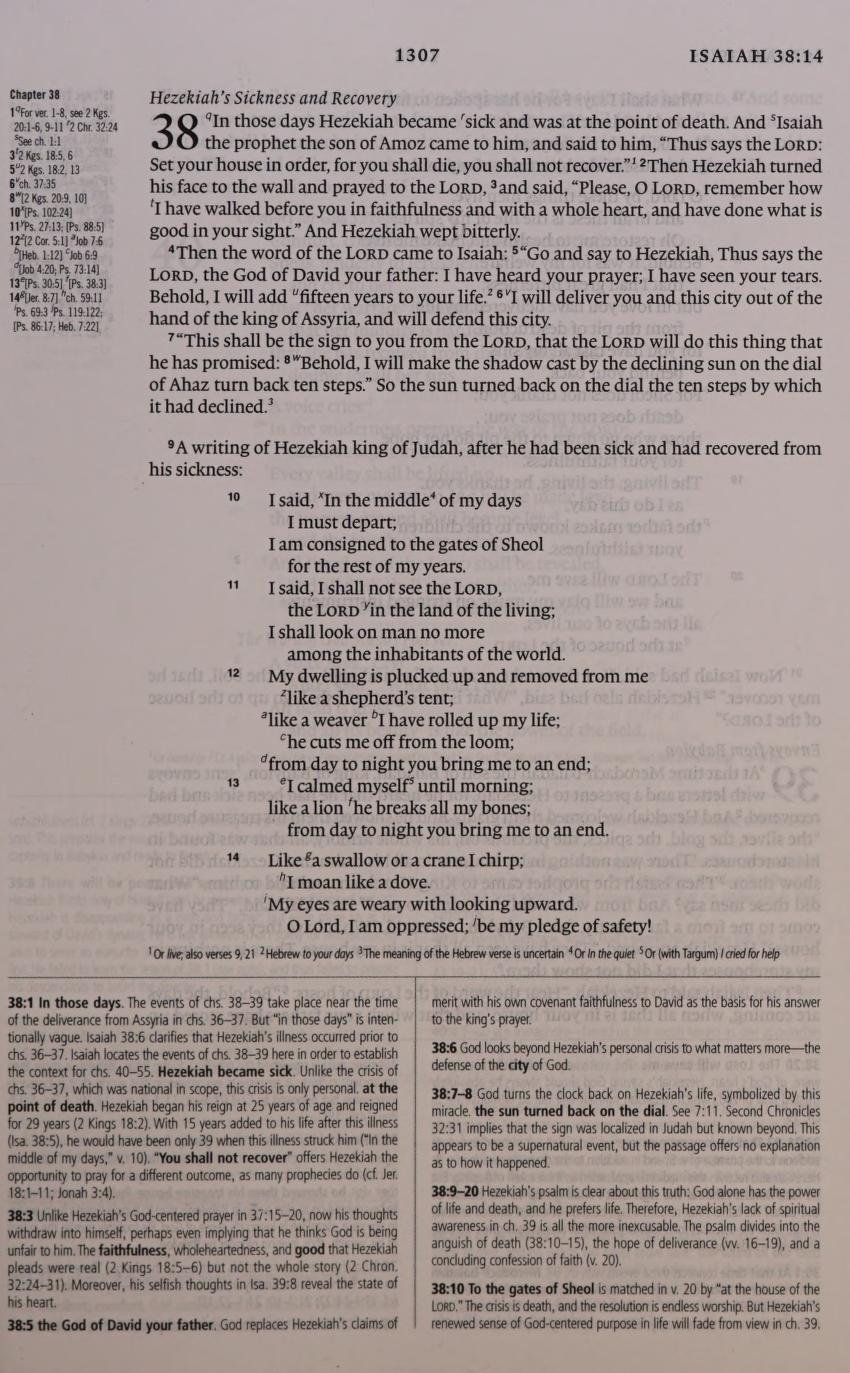 1307
ISAIAH 38:14
Chapter 38
1 qFor ver. 1-8, see 2 Kgs.
20:1-6, 9-11 r2 Chr. 32:24
sSee ch. 1:1
3 t2 Kgs. 18:5, 6
5 u2 Kgs. 18:2, 13
6 vch. 37:35
8 w[2 Kgs. 20:9, 10]
10 x[Ps. 102:24]
11 yPs. 27:13; [Ps. 88:5]
12 z[2 Cor. 5:1] aJob 7:6
b[Heb. 1:12] cJob 6:9
d[Job 4:20; Ps. 73:14]
13 e[Ps. 30:5] f[Ps. 38:3]
14 g[Jer. 8:7] hch. 59:11
iPs. 69:3 jPs. 119:122;
[Ps. 86:17; Heb. 7:22]
Hezekiah's Sickness and Recovery
38 qIn those days Hezekiah became rsick and was at the point of death. And sIsaiah
the prophet the son of Amoz came to him, and said to him, “Thus says the LORD:
Set your house in order, for you shall die, you shall not recover.”1 2Then Hezekiah turned
his face to the wall and prayed to the LORD, 3and said, “Please, O LORD, remember how
tI have walked before you in faithfulness and with a whole heart, and have done what is
good in your sight.” And Hezekiah wept bitterly.
4Then the word of the LORD came to Isaiah: 5“Go and say to Hezekiah, Thus says the
LORD, the God of David your father: I have heard your prayer; I have seen your tears.
Behold, I will add ufifteen years to your life.2 6vI will deliver you and this city out of the
hand of the king of Assyria, and will defend this city.
7“This shall be the sign to you from the LORD, that the LORD will do this thing that
he has promised: 8wBehold, I will make the shadow cast by the declining sun on the dial
of Ahaz turn back ten steps.” So the sun turned back on the dial the ten steps by which
it had declined.3
9A writing of Hezekiah king of Judah, after he had been sick and had recovered from
his sickness:
10 I said, xIn the middle4 of my days
I must depart;
I am consigned to the gates of Sheol
for the rest of my years.
11 I said, I shall not see the LORD,
the LORD yin the land of the living;
I shall look on man no more
among the inhabitants of the world.
12 My dwelling is plucked up and removed from me
zlike a shepherd's tent;
alike a weaver bI have rolled up my life;
che cuts me off from the loom;
dfrom day to night you bring me to an end;
13 eI calmed myself5 until morning;
like a lion fhe breaks all my bones;
from day to night you bring me to an end.
14 Like ga swallow or a crane I chirp;
hI moan like a dove.
iMy eyes are weary with looking upward.
O Lord, I am oppressed; jbe my pledge of safety!
1 Or live; also verses 9, 21 2 Hebrew to your days 3 The meaning of the Hebrew verse is uncertain 4 Or In the quiet 5 Or (with Targum) I cried for help
38:1 In those days. The events of chs. 38–39 take place near the time
of the deliverance from Assyria in chs. 36–37. But “in those days” is inten-
tionally vague. Isaiah 38:6 clarifies that Hezekiah's illness occurred prior to
chs. 36–37. Isaiah locates the events of chs. 38–39 here in order to establish
the context for chs. 40–55. Hezekiah became sick. Unlike the crisis of
chs. 36–37, which was national in scope, this crisis is only personal. at the
point of death. Hezekiah began his reign at 25 years of age and reigned
for 29 years (2 Kings 18:2). With 15 years added to his life after this illness
(Isa. 38:5), he would have been only 39 when this illness struck him (“In the
middle of my days,” v. 10). “You shall not recover” offers Hezekiah the
opportunity to pray for a different outcome, as many prophecies do (cf. Jer.
18:1–11; Jonah 3:4).
38:3 Unlike Hezekiah's God-centered prayer in 37:15–20, now his thoughts
withdraw into himself, perhaps even implying that he thinks God is being
unfair to him. The faithfulness, wholeheartedness, and good that Hezekiah
pleads were real (2 Kings 18:5–6) but not the whole story (2 Chron.
32:24–31). Moreover, his selfish thoughts in Isa. 39:8 reveal the state of
his heart.
38:5 the God of David your father. God replaces Hezekiah's claims of
merit with his own covenant faithfulness to David as the basis for his answer
to the king's prayer.
38:6 God looks beyond Hezekiah's personal crisis to what matters more—the
defense of the city of God.
38:7–8 God turns the clock back on Hezekiah's life, symbolized by this
miracle. the sun turned back on the dial. See 7:11. Second Chronicles
32:31 implies that the sign was localized in Judah but known beyond. This
appears to be a supernatural event, but the passage offers no explanation
as to how it happened.
38:9–20 Hezekiah's psalm is clear about this truth: God alone has the power
of life and death, and he prefers life. Therefore, Hezekiah's lack of spiritual
awareness in ch. 39 is all the more inexcusable. The psalm divides into the
anguish of death (38:10–15), the hope of deliverance (vv. 16–19), and a
concluding confession of faith (v. 20).
38:10 To the gates of Sheol is matched in v. 20 by “at the house of the
LORD.” The crisis is death, and the resolution is endless worship. But Hezekiah's
renewed sense of God-centered purpose in life will fade from view in ch. 39.